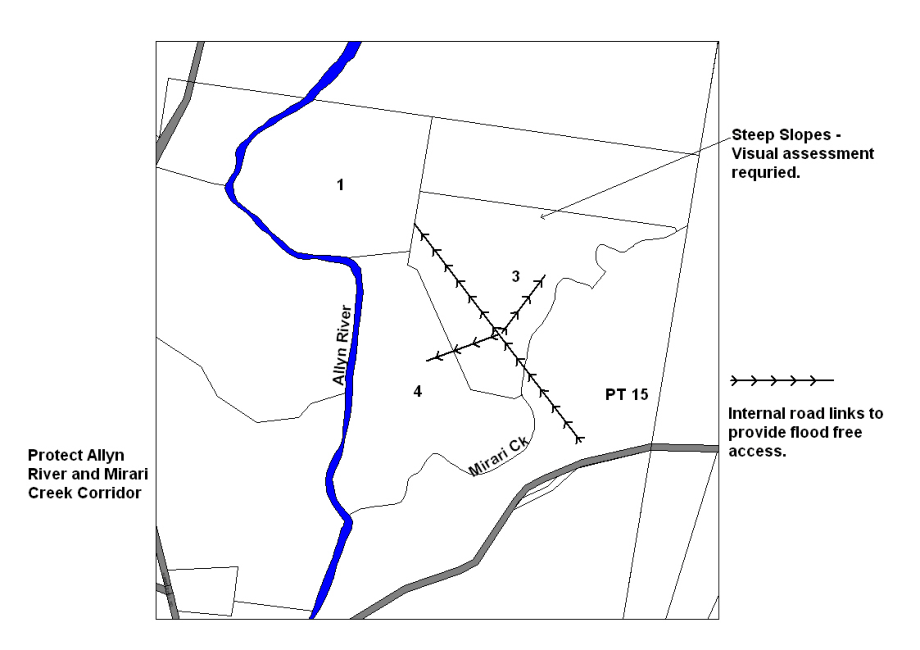 Steep Slopes -
Visual assessment
requried.
1
3
Allyn River
4
PT 15
Mirari Ck
Internal road links to
provide flood free
access.
Protect Allyn
River and Mirari
Creek Corridor